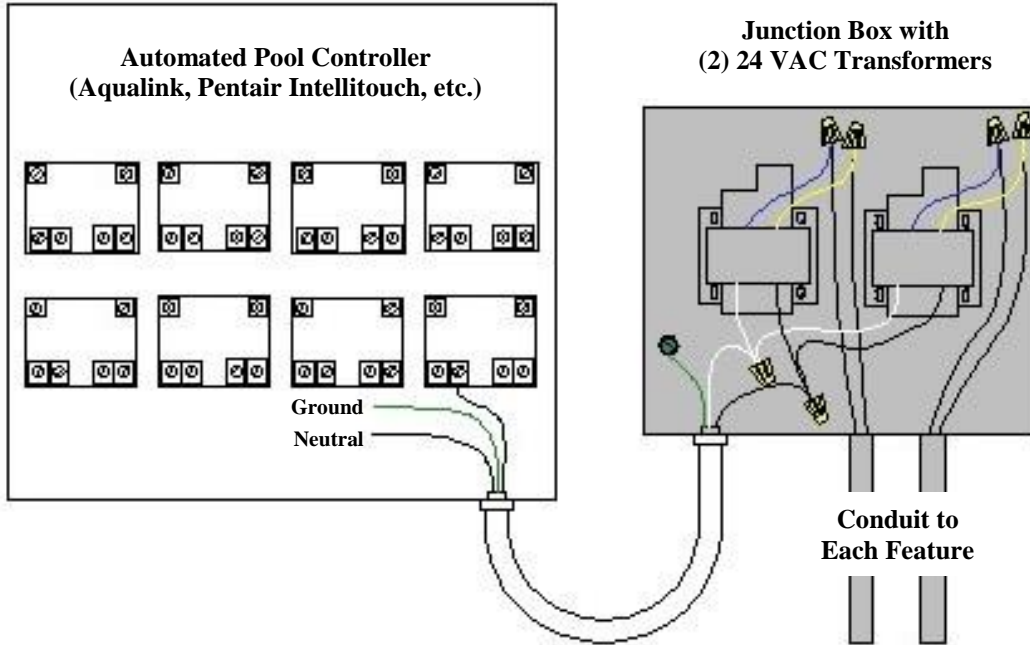 Automated Pool Controller
(Aqualink, Pentair Intellitouch, etc.)
Junction Box with
(2) 24 VAC Transformers
Ground
Neutral
Conduit to
Each Feature